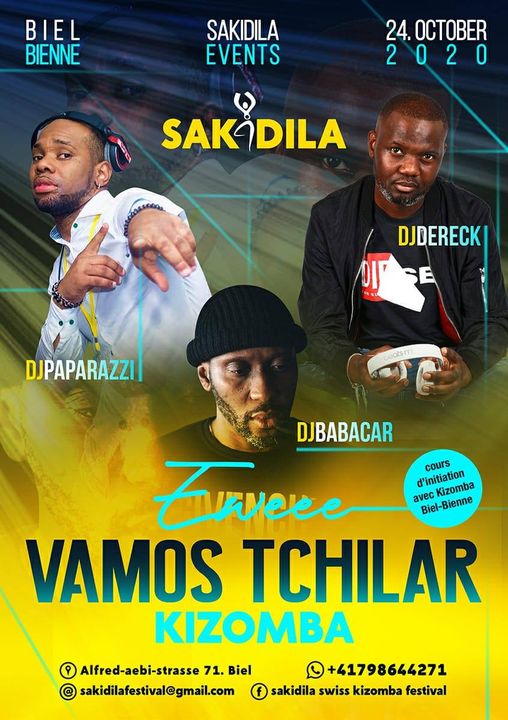 BIEL
BIENNE
SAKIDILA
EVENTS
24. OCTOBER
2020
SAKIDILA
DJDERECK
DJPAPARAZZI
DJBABACAR
cours
d'initiation
avec Kizomba
Biel-Bienne
Eweee
VAMOS TCHILAR
KIZOMBA
Alfred-aebi-strasse 71. Biel
+41798644271
sakidilafestival@gmail.com
sakidila swiss kizomba festival